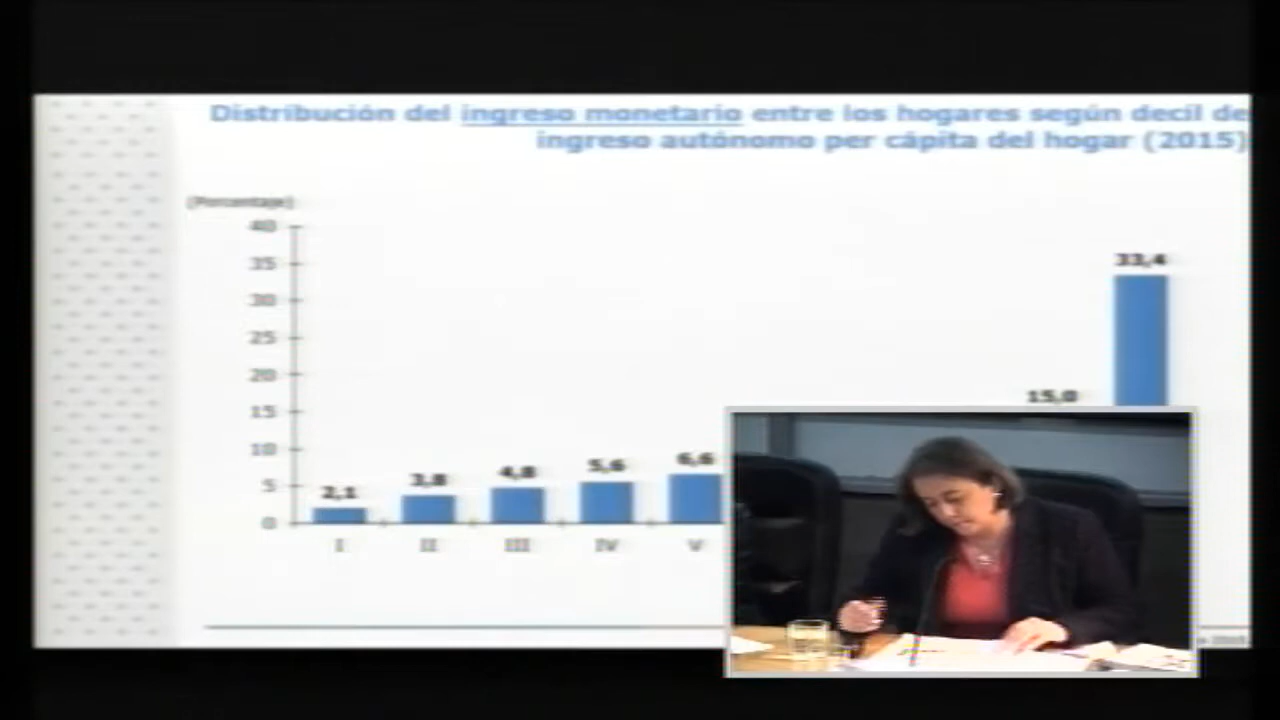 Distribución del ingreso monetario entre los hogares según decil de
ingreso autónomo per cápita del hogar (2015)
(Porcentaje)
40
35
30
25
20
15
10
5
0
2,1
3,8
4,8
5,6
6,6
15,0
33,4
I
II
III
IV
V